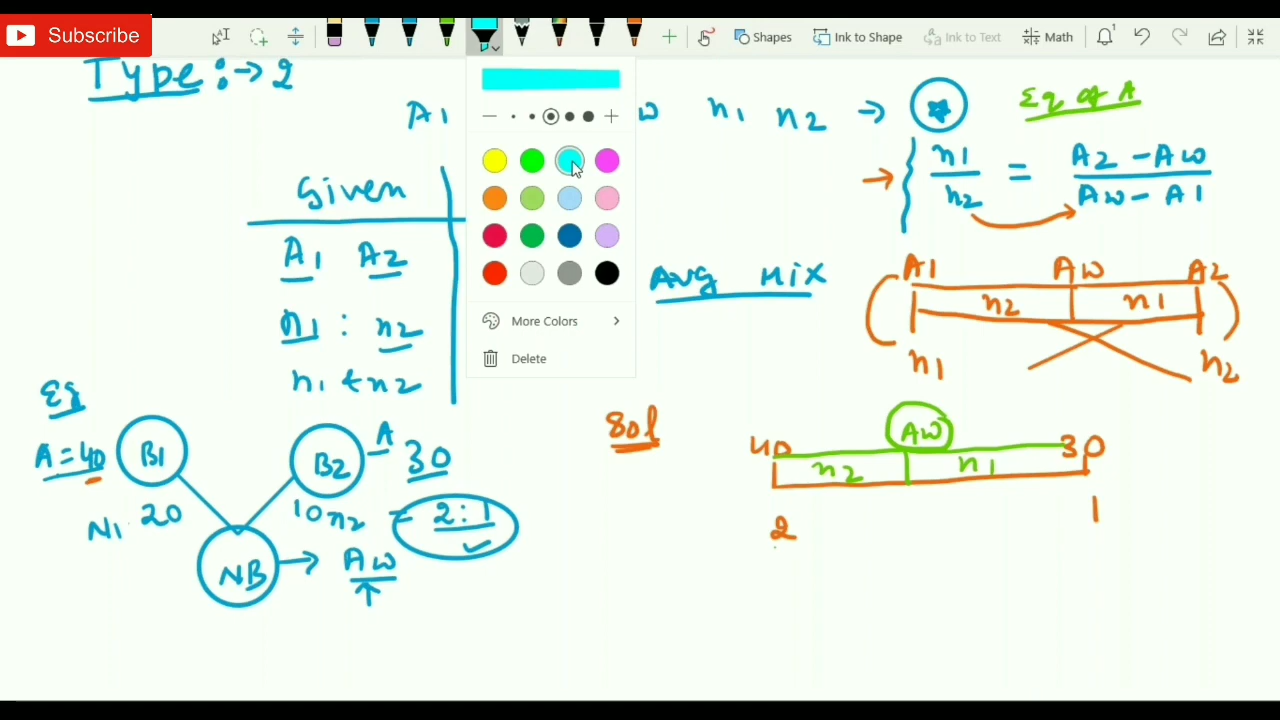 Subscribe
Shapes
Ink to Shape
Ink to Text
Math
Type :→ 2
A1
W n1 n2 →
Eq of A
n1 / n2 = A2 - AW / AW - A1
Given
A1 A2
n1 : n2
n1 + n2
Avg Mix
More Colors
Delete
A1 AW A2
n2 n1
n1 n2
Eg
A = 40 B1
B2 A 30
N1 20
10 n2 = 2:1
NB → AW
Sol
40 AW 30
n2 n1
2 1